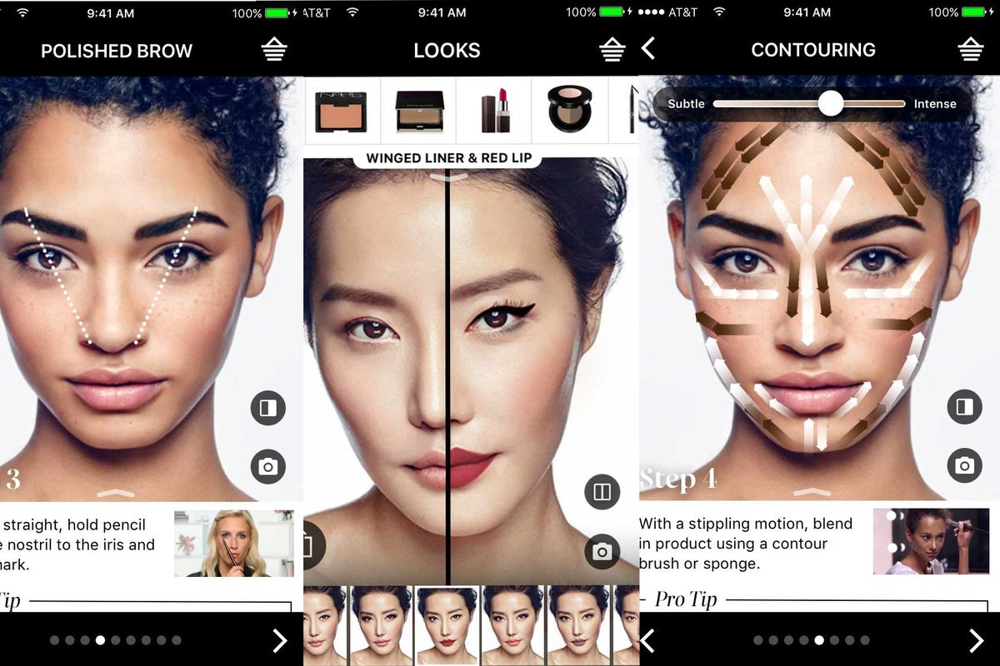 9:41 AM
100%
POLISHED BROW
3
straight, hold pencil
nostril to the iris and
Tip
AT&T
9:41 AM
100%
LOOKS
NARS
WINGED LINER & RED LIP
AT&T
9:41 AM
100%
CONTOURING
Subtle
Intense
Step 4
With a stippling motion, blend
in product using a contour
brush or sponge.
Pro Tip